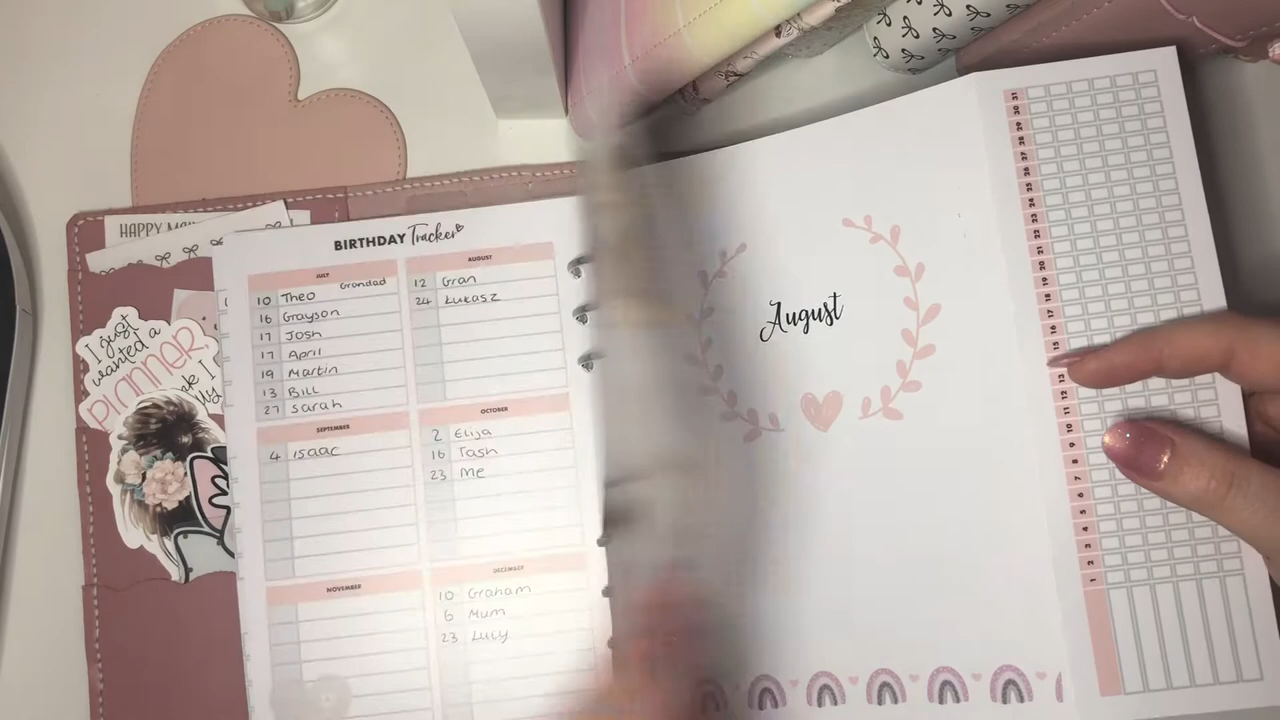 HAPPY
I just
wanted a
PLANNER
BIRTHDAY Tracker
JULY
Grandad
10 Theo
16 Grayson
17 Josh
17 April
19 Martin
13 Bill
27 Sarah
AUGUST
12 Gran
24 Łukasz
SEPTEMBER
4 Isaac
OCTOBER
2 Elija
16 Tash
23 Me
NOVEMBER
DECEMBER
10 Graham
6 Mum
23 Lucy
August
31
30
29
28
27
26
25
24
23
22
21
20
19
18
17
16
15
13
12
11
10
9
8
7
6
5
4
3
2
1